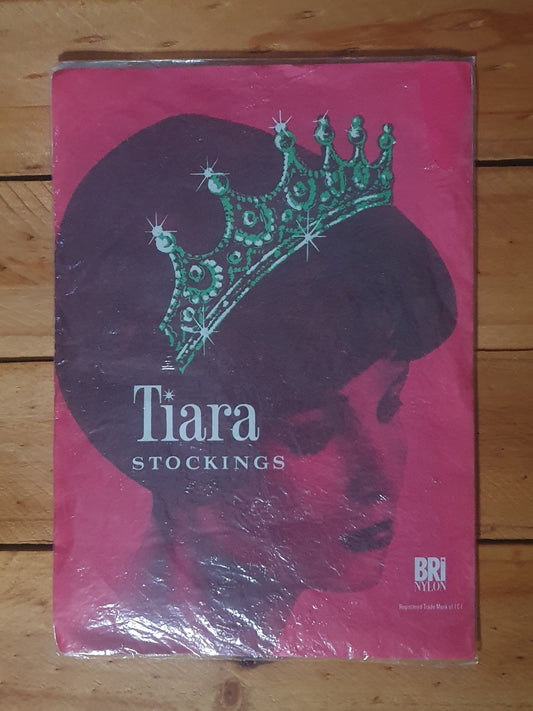 Tiara
STOCKINGS
BRi
NYLON
Registered Trade Mark of I C I